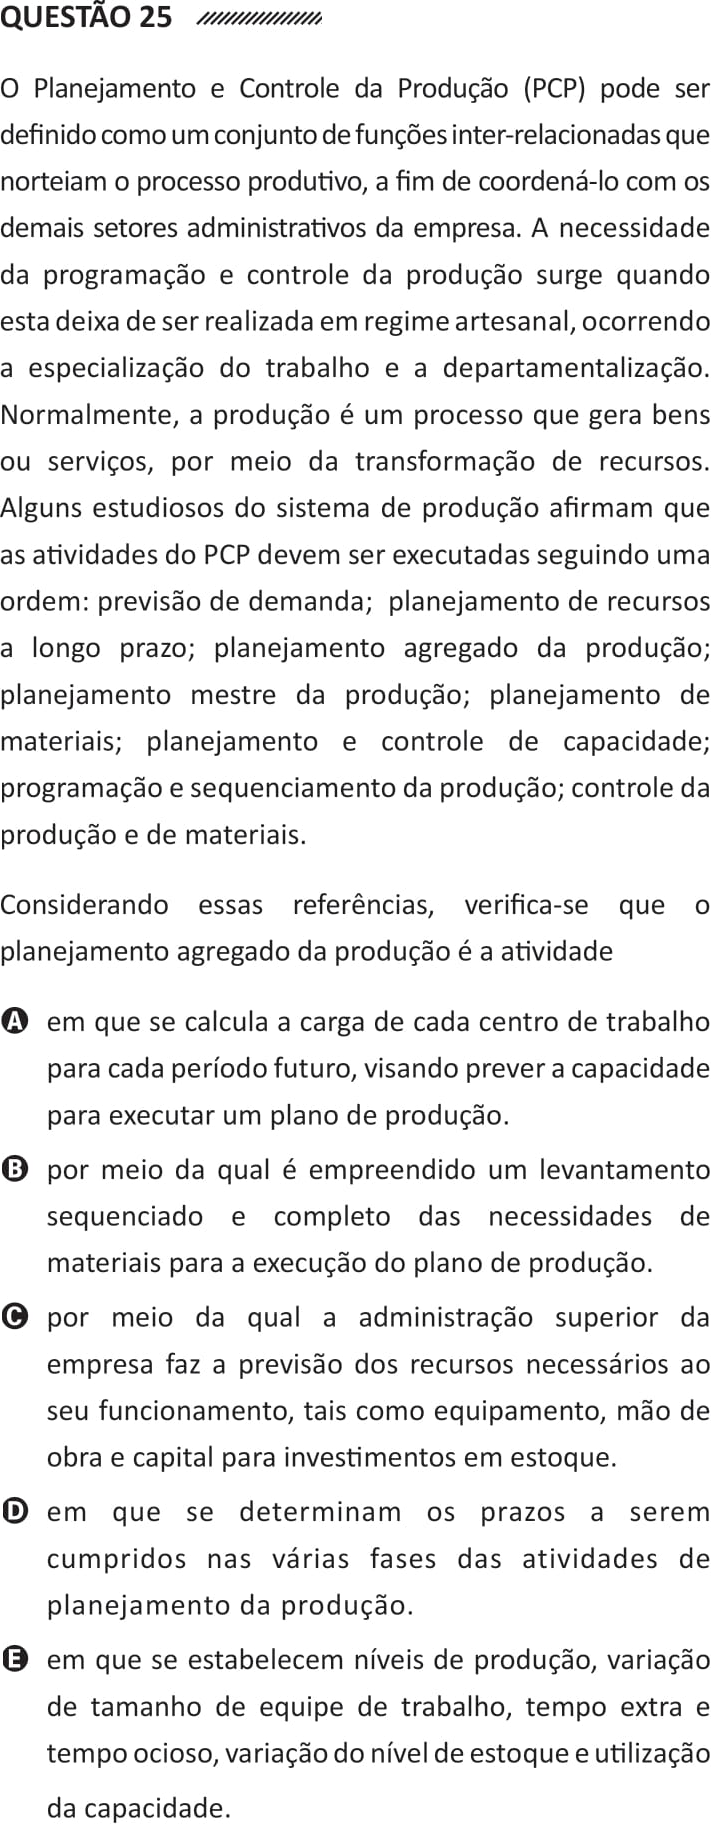 QUESTÃO 25
O Planejamento e Controle da Produção (PCP) pode ser
definido como um conjunto de funções inter-relacionadas que
norteiam o processo produtivo, a fim de coordená-lo com os
demais setores administrativos da empresa. A necessidade
da programação e controle da produção surge quando
esta deixa de ser realizada em regime artesanal, ocorrendo
a especialização do trabalho e a departamentalização.
Normalmente, a produção é um processo que gera bens
ou serviços, por meio da transformação de recursos.
Alguns estudiosos do sistema de produção afirmam que
as atividades do PCP devem ser executadas seguindo uma
ordem: previsão de demanda; planejamento de recursos
a longo prazo; planejamento agregado da produção;
planejamento mestre da produção; planejamento de
materiais; planejamento e controle de capacidade;
programação e sequenciamento da produção; controle da
produção e de materiais.
Considerando essas referências, verifica-se que o
planejamento agregado da produção é a atividade
A em que se calcula a carga de cada centro de trabalho
para cada período futuro, visando prever a capacidade
para executar um plano de produção.
B por meio da qual é empreendido um levantamento
sequenciado e completo das necessidades de
materiais para a execução do plano de produção.
C por meio da qual a administração superior da
empresa faz a previsão dos recursos necessários ao
seu funcionamento, tais como equipamento, mão de
obra e capital para investimentos em estoque.
D em que se determinam os prazos a serem
cumpridos nas várias fases das atividades de
planejamento da produção.
E em que se estabelecem níveis de produção, variação
de tamanho de equipe de trabalho, tempo extra e
tempo ocioso, variação do nível de estoque e utilização
da capacidade.